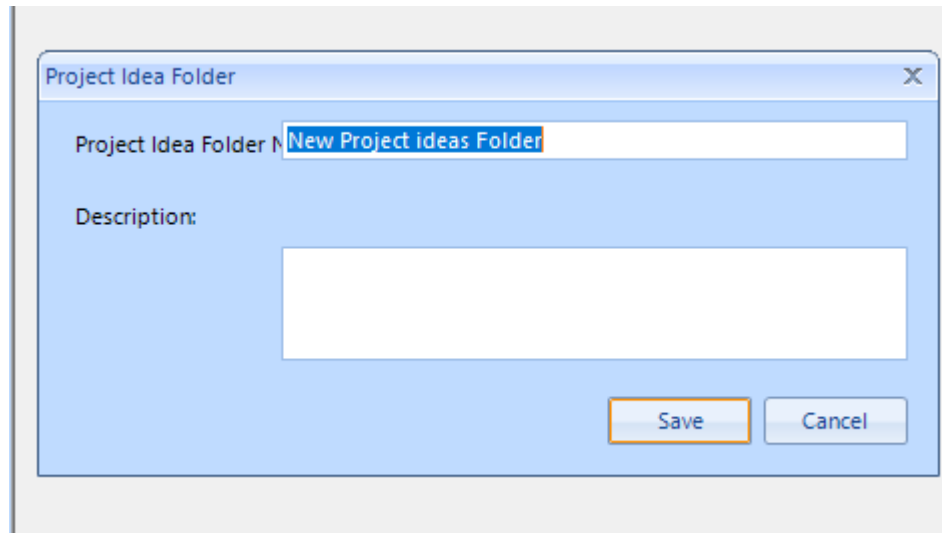 Project Idea Folder
Project Idea Folder
New Project ideas Folder
Description:
Save
Cancel